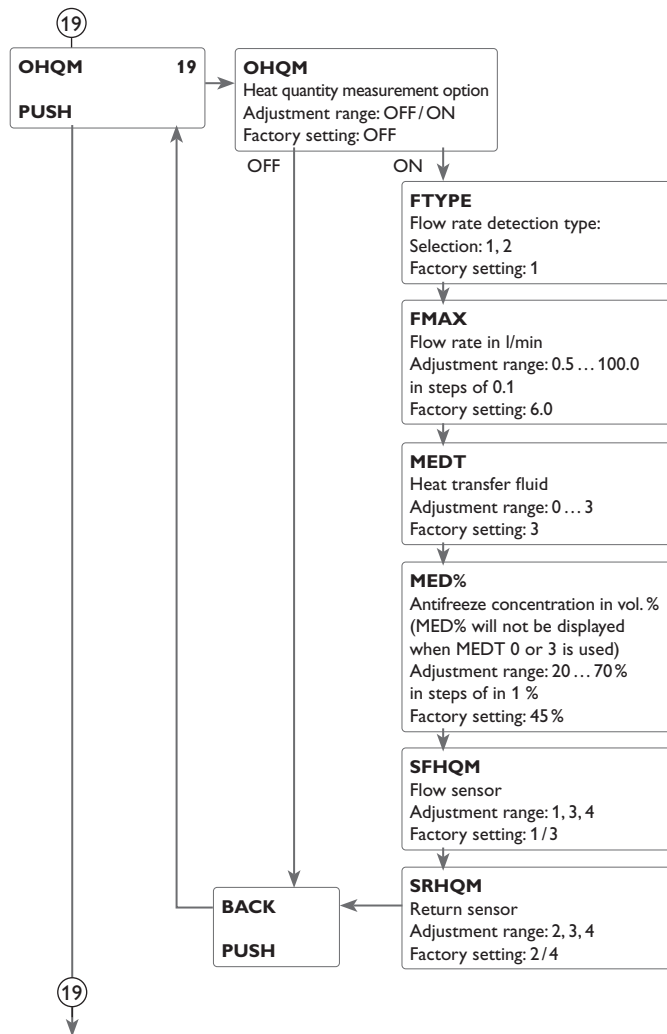 19
OHQM 19
PUSH
OHQM
Heat quantity measurement option
Adjustment range: OFF/ON
Factory setting: OFF
OFF
ON
FTYPE
Flow rate detection type:
Selection: 1, 2
Factory setting: 1
FMAX
Flow rate in l/min
Adjustment range: 0.5 … 100.0
in steps of 0.1
Factory setting: 6.0
MEDT
Heat transfer fluid
Adjustment range: 0 … 3
Factory setting: 3
MED%
Antifreeze concentration in vol. %
(MED% will not be displayed
when MEDT 0 or 3 is used)
Adjustment range: 20 … 70%
in steps of in 1 %
Factory setting: 45%
SFHQM
Flow sensor
Adjustment range: 1, 3, 4
Factory setting: 1/3
SRHQM
Return sensor
Adjustment range: 2, 3, 4
Factory setting: 2/4
BACK
PUSH
19